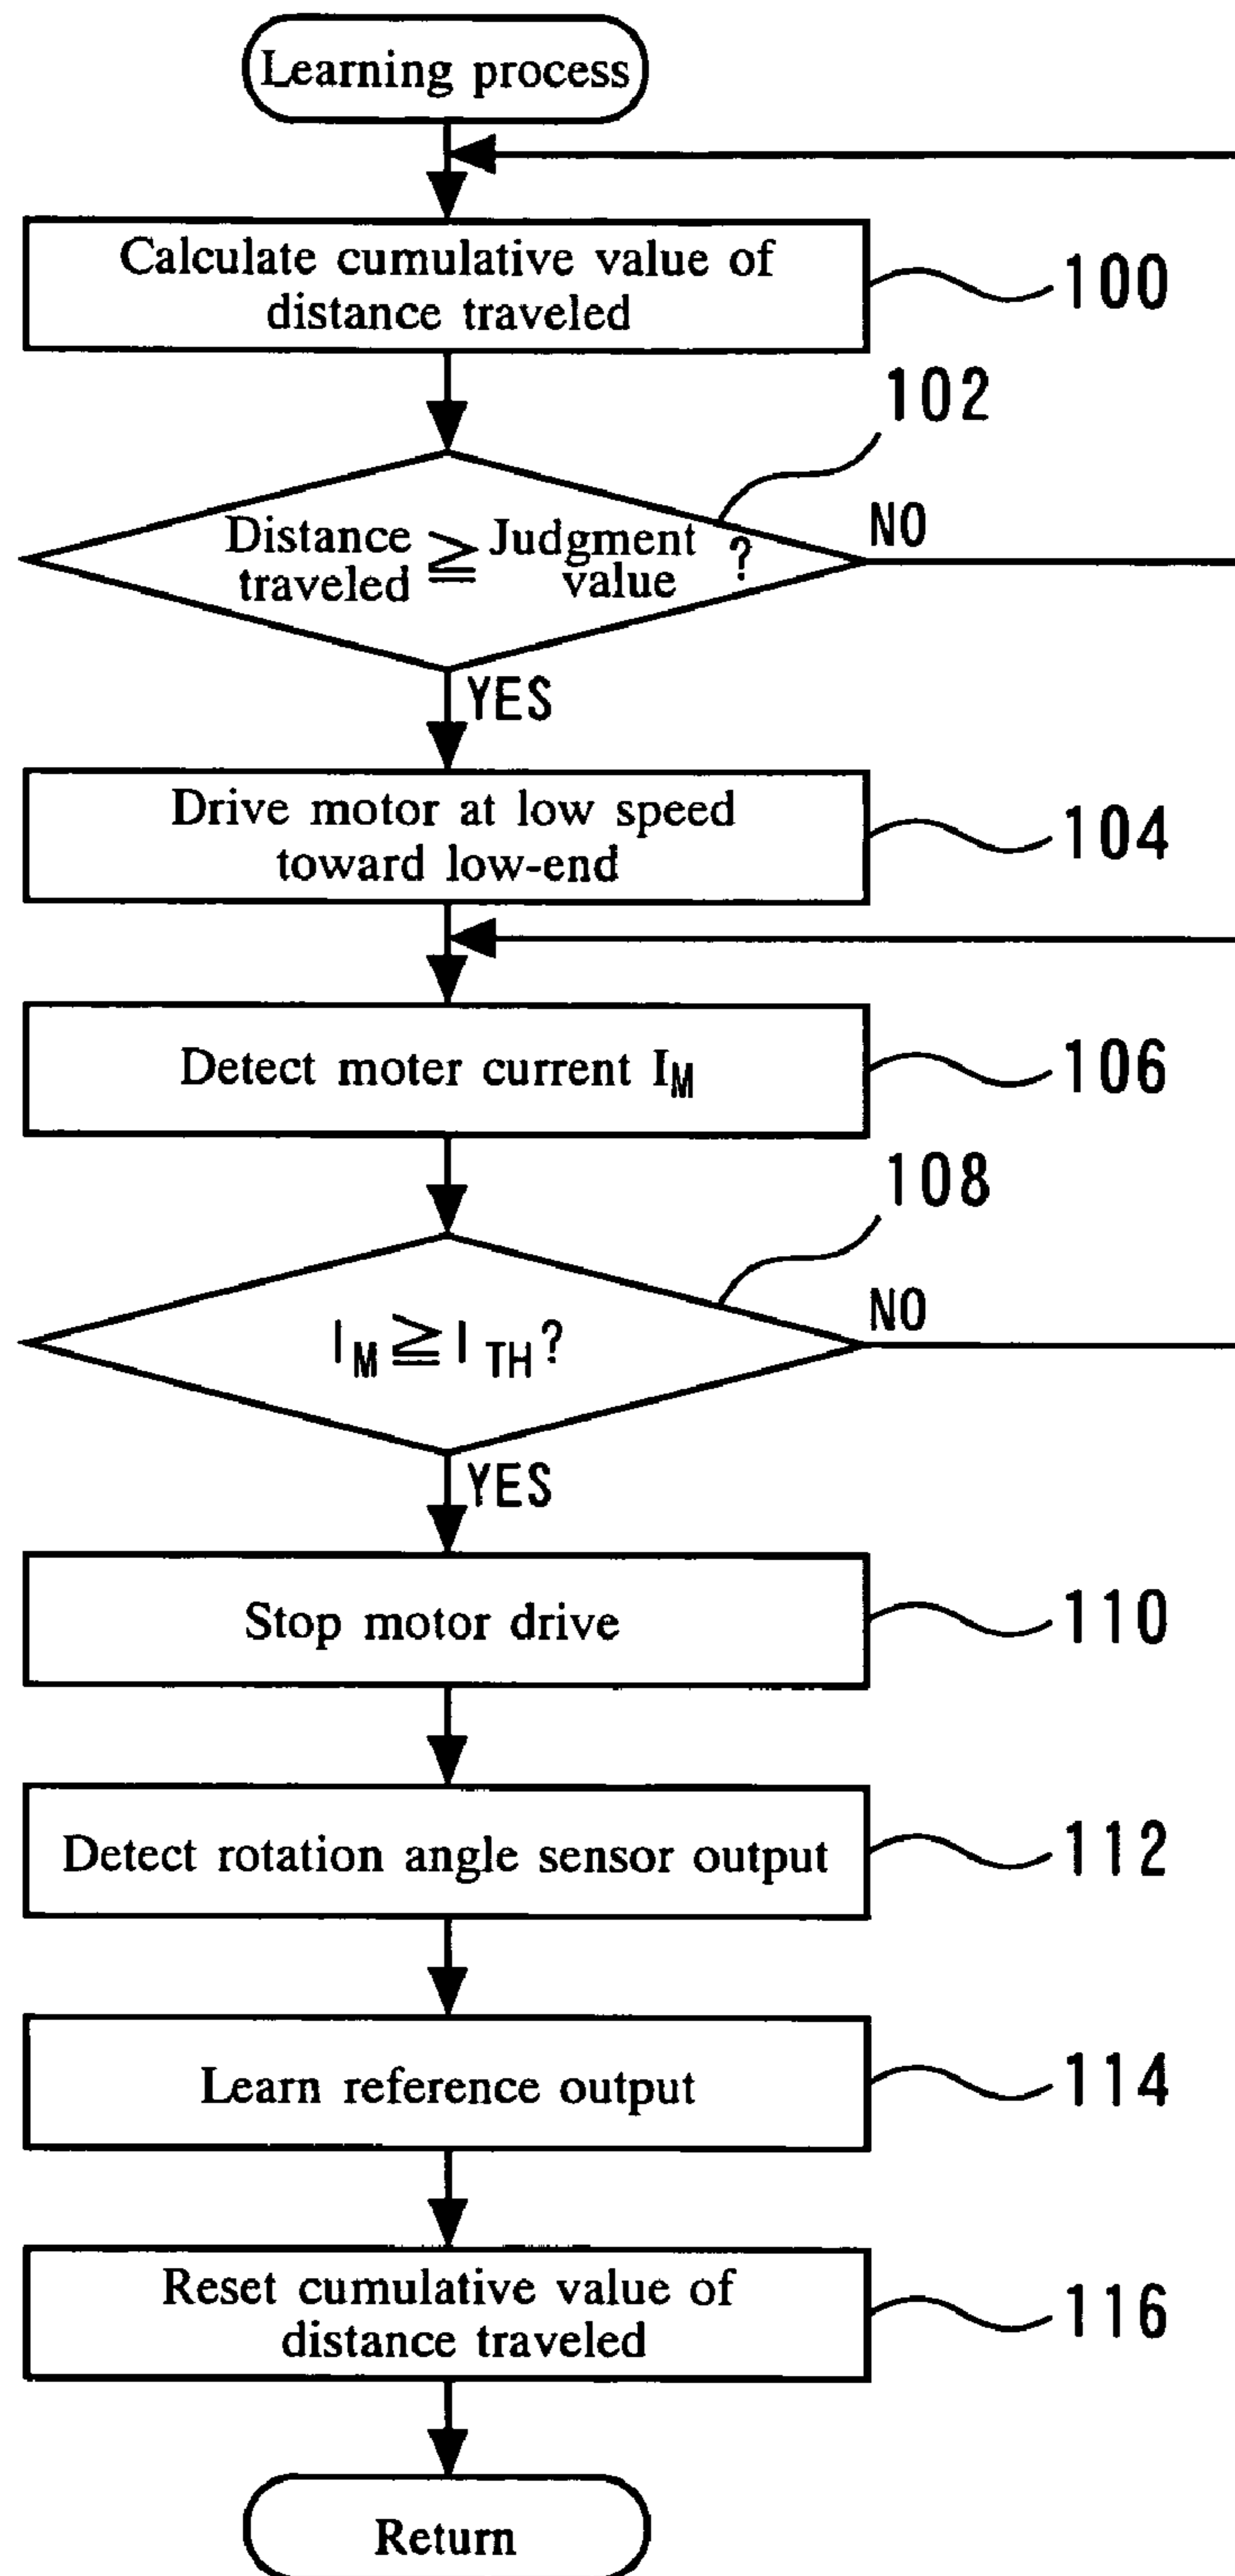 Learning process
Calculate cumulative value of
distance traveled
100
102
Distance
traveled
≧
Judgment
value
?
NO
YES
Drive motor at low speed
toward low-end
104
Detect moter current IM
106
108
IM≧ITH?
NO
YES
Stop motor drive
110
Detect rotation angle sensor output
112
Learn reference output
114
Reset cumulative value of
distance traveled
116
Return